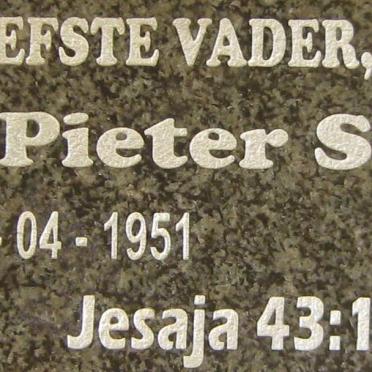 EFSTE VADER,
Pieter S
04 - 1951
Jesaja 43:1